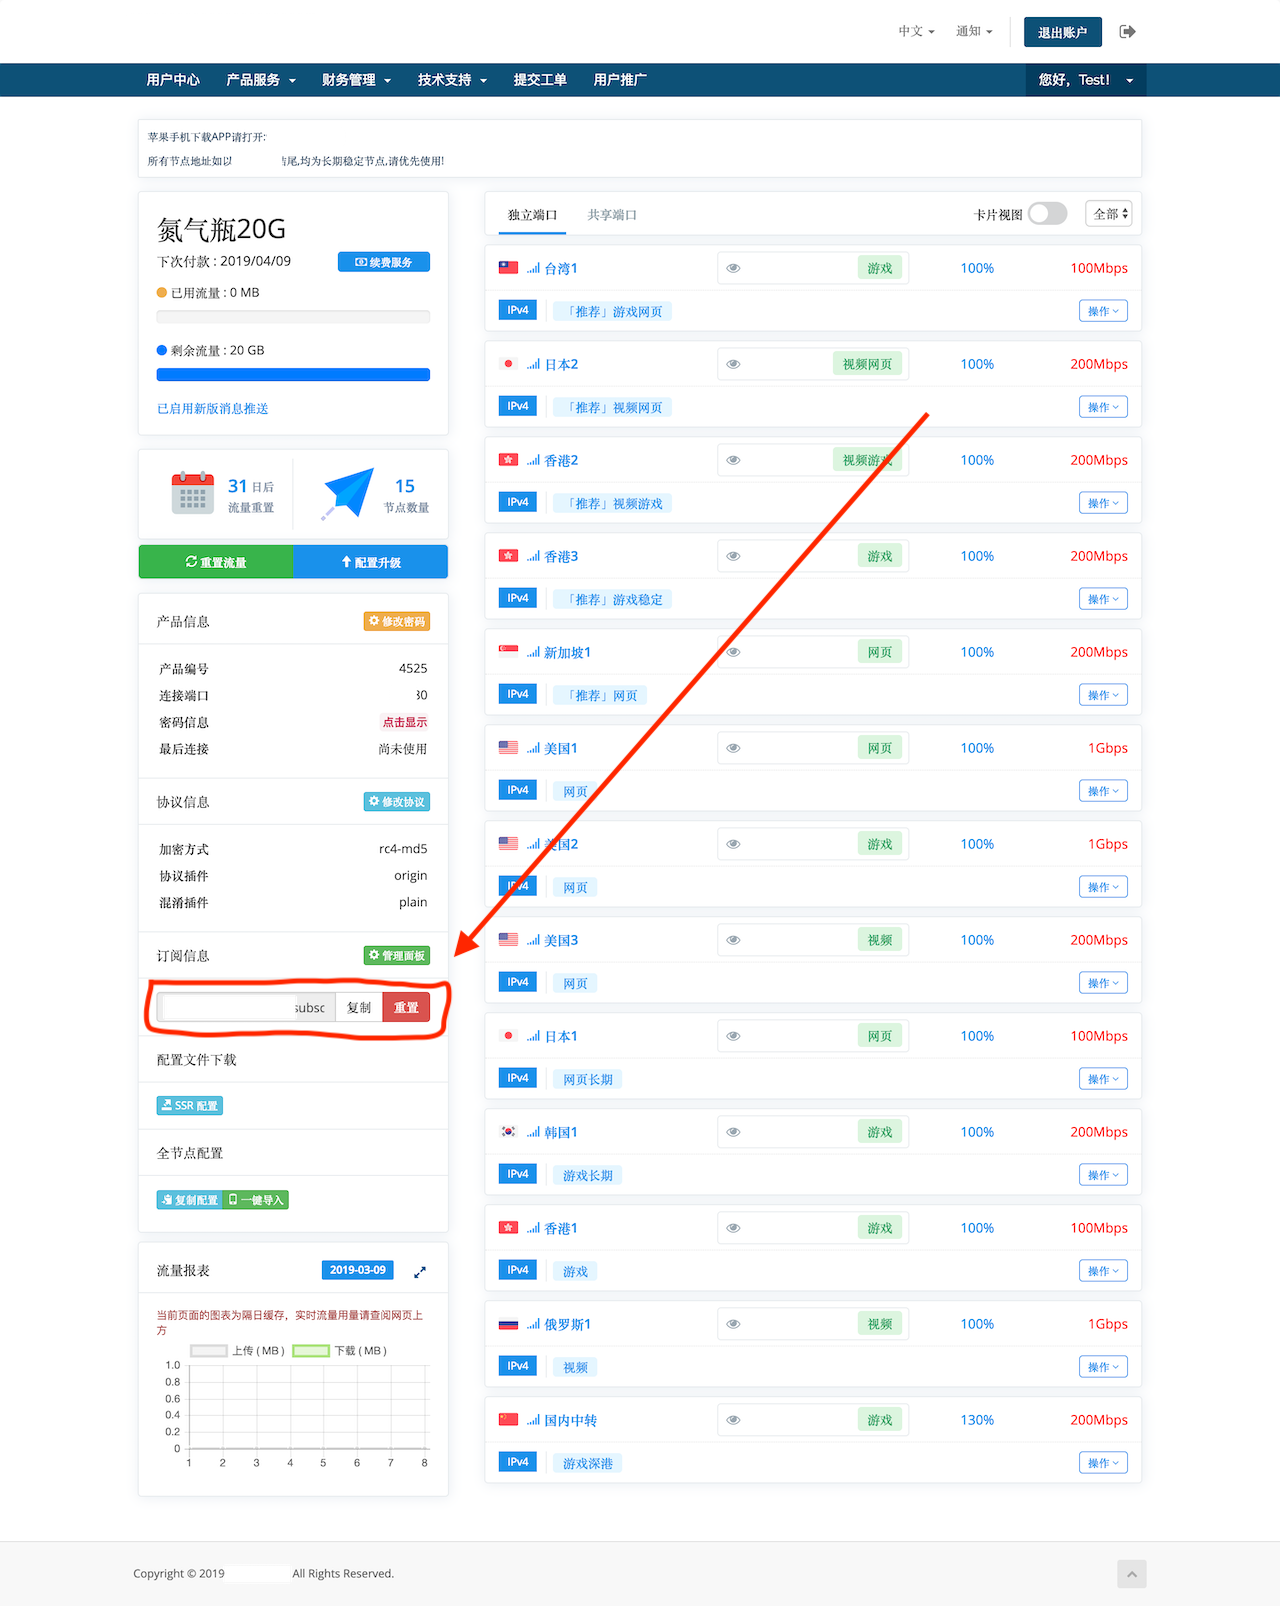 中文 通知 退出账户
用户中心 产品服务 财务管理 技术支持 提交工单 用户推广 您好，Test!
苹果手机下载APP请打开:
所有节点地址如以 结尾,均为长期稳定节点,请优先使用!
氮气瓶20G
下次付款 : 2019/04/09 续费服务
已用流量 : 0 MB
剩余流量 : 20 GB
已启用新版消息推送
31 日后
流量重置
15
节点数量
重置流量 配置升级
产品信息 修改密码
产品编号 4525
连接端口 30
密码信息 点击显示
最后连接 尚未使用
协议信息 修改协议
加密方式 rc4-md5
协议插件 origin
混淆插件 plain
订阅信息 管理面板
subsc 复制 重置
配置文件下载
SSR 配置
全节点配置
复制配置 一键导入
流量报表 2019-03-09
当前页面的图表为隔日缓存，实时流量用量请查阅网页上
方
上传 ( MB ) 下载 ( MB )
1.0
0.8
0.6
0.4
0.2
0
1 2 3 4 5 6 7 8
独立端口 共享端口 卡片视图 全部
台湾1 游戏 100% 100Mbps
IPv4 「推荐」游戏网页 操作
日本2 视频网页 100% 200Mbps
IPv4 「推荐」视频网页 操作
香港2 视频游戏 100% 200Mbps
IPv4 「推荐」视频游戏 操作
香港3 游戏 100% 200Mbps
IPv4 「推荐」游戏稳定 操作
新加坡1 网页 100% 200Mbps
IPv4 「推荐」网页 操作
美国1 网页 100% 1Gbps
IPv4 网页 操作
美国2 游戏 100% 1Gbps
IPv4 网页 操作
美国3 视频 100% 200Mbps
IPv4 网页 操作
日本1 网页 100% 100Mbps
IPv4 网页长期 操作
韩国1 游戏 100% 200Mbps
IPv4 游戏长期 操作
香港1 游戏 100% 100Mbps
IPv4 游戏 操作
俄罗斯1 视频 100% 1Gbps
IPv4 视频 操作
国内中转 游戏 130% 200Mbps
IPv4 游戏深港 操作
Copyright © 2019 All Rights Reserved.